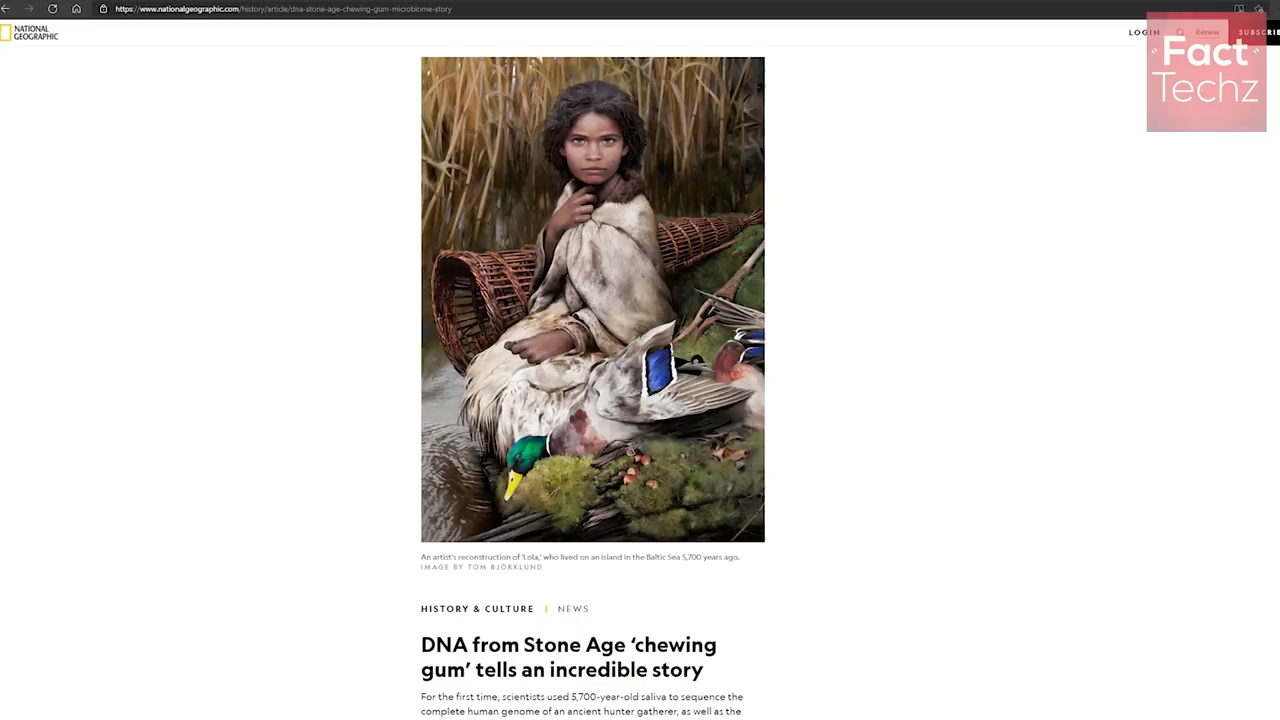 https://www.nationalgeographic.com/history/article/dna-stone-age-chewing-gum-microbiome-story
NATIONAL
GEOGRAPHIC
LOGIN
Renew
SUBSCRIBE
Fact
Techz
An artist's reconstruction of 'Lola,' who lived on an island in the Baltic Sea 5,700 years ago.
IMAGE BY TOM BJÖRKLUND
HISTORY & CULTURE | NEWS
DNA from Stone Age ‘chewing
gum’ tells an incredible story
For the first time, scientists used 5,700-year-old saliva to sequence the
complete human genome of an ancient hunter gatherer, as well as the